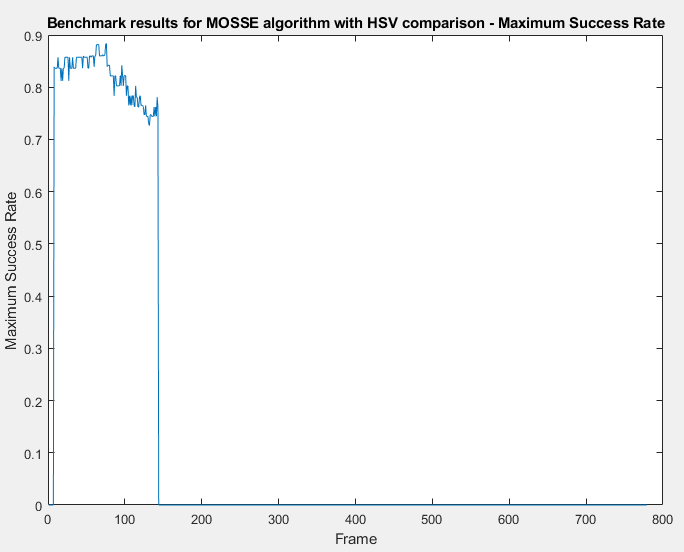 Benchmark results for MOSSE algorithm with HSV comparison - Maximum Success Rate
0.9
0.8
0.7
0.6
0.5
0.4
0.3
0.2
0.1
0
Maximum Success Rate
0 100 200 300 400 500 600 700 800
Frame